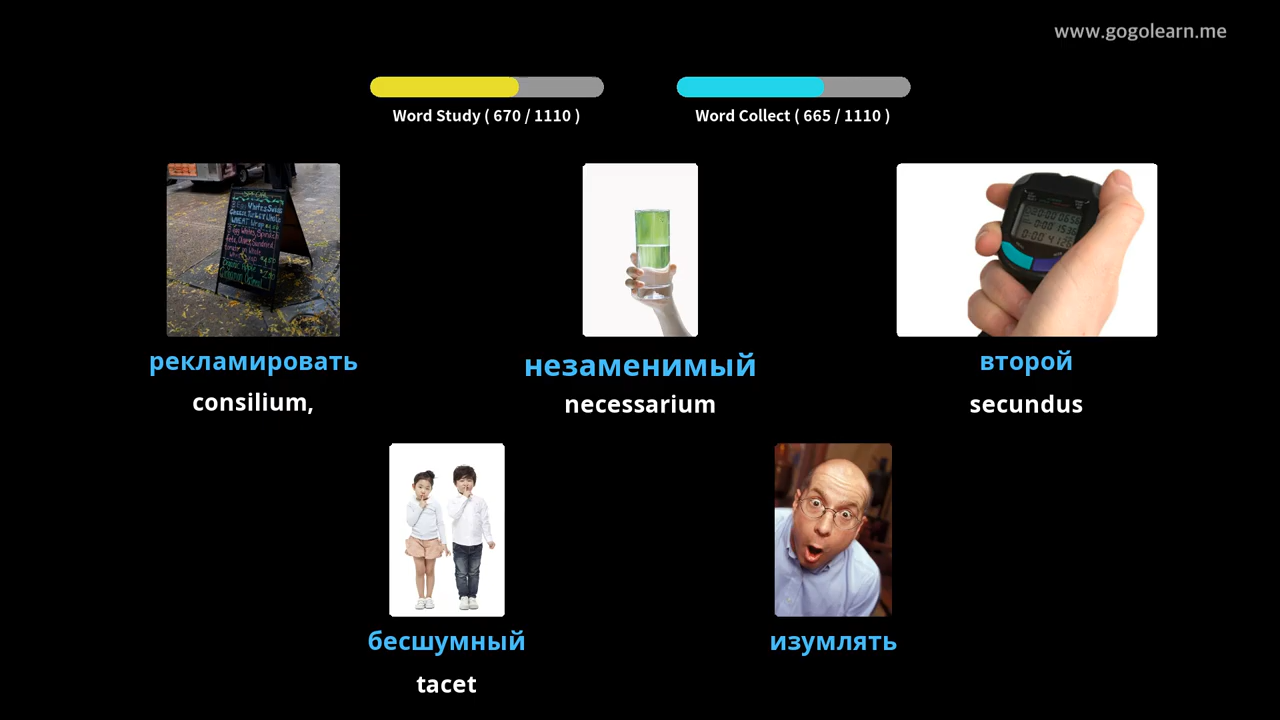 www.gogolearn.me
Word Study ( 670 / 1110 )
Word Collect ( 665 / 1110 )
рекламировать
consilium,
незаменимый
necessarium
второй
secundus
бесшумный
tacet
изумлять